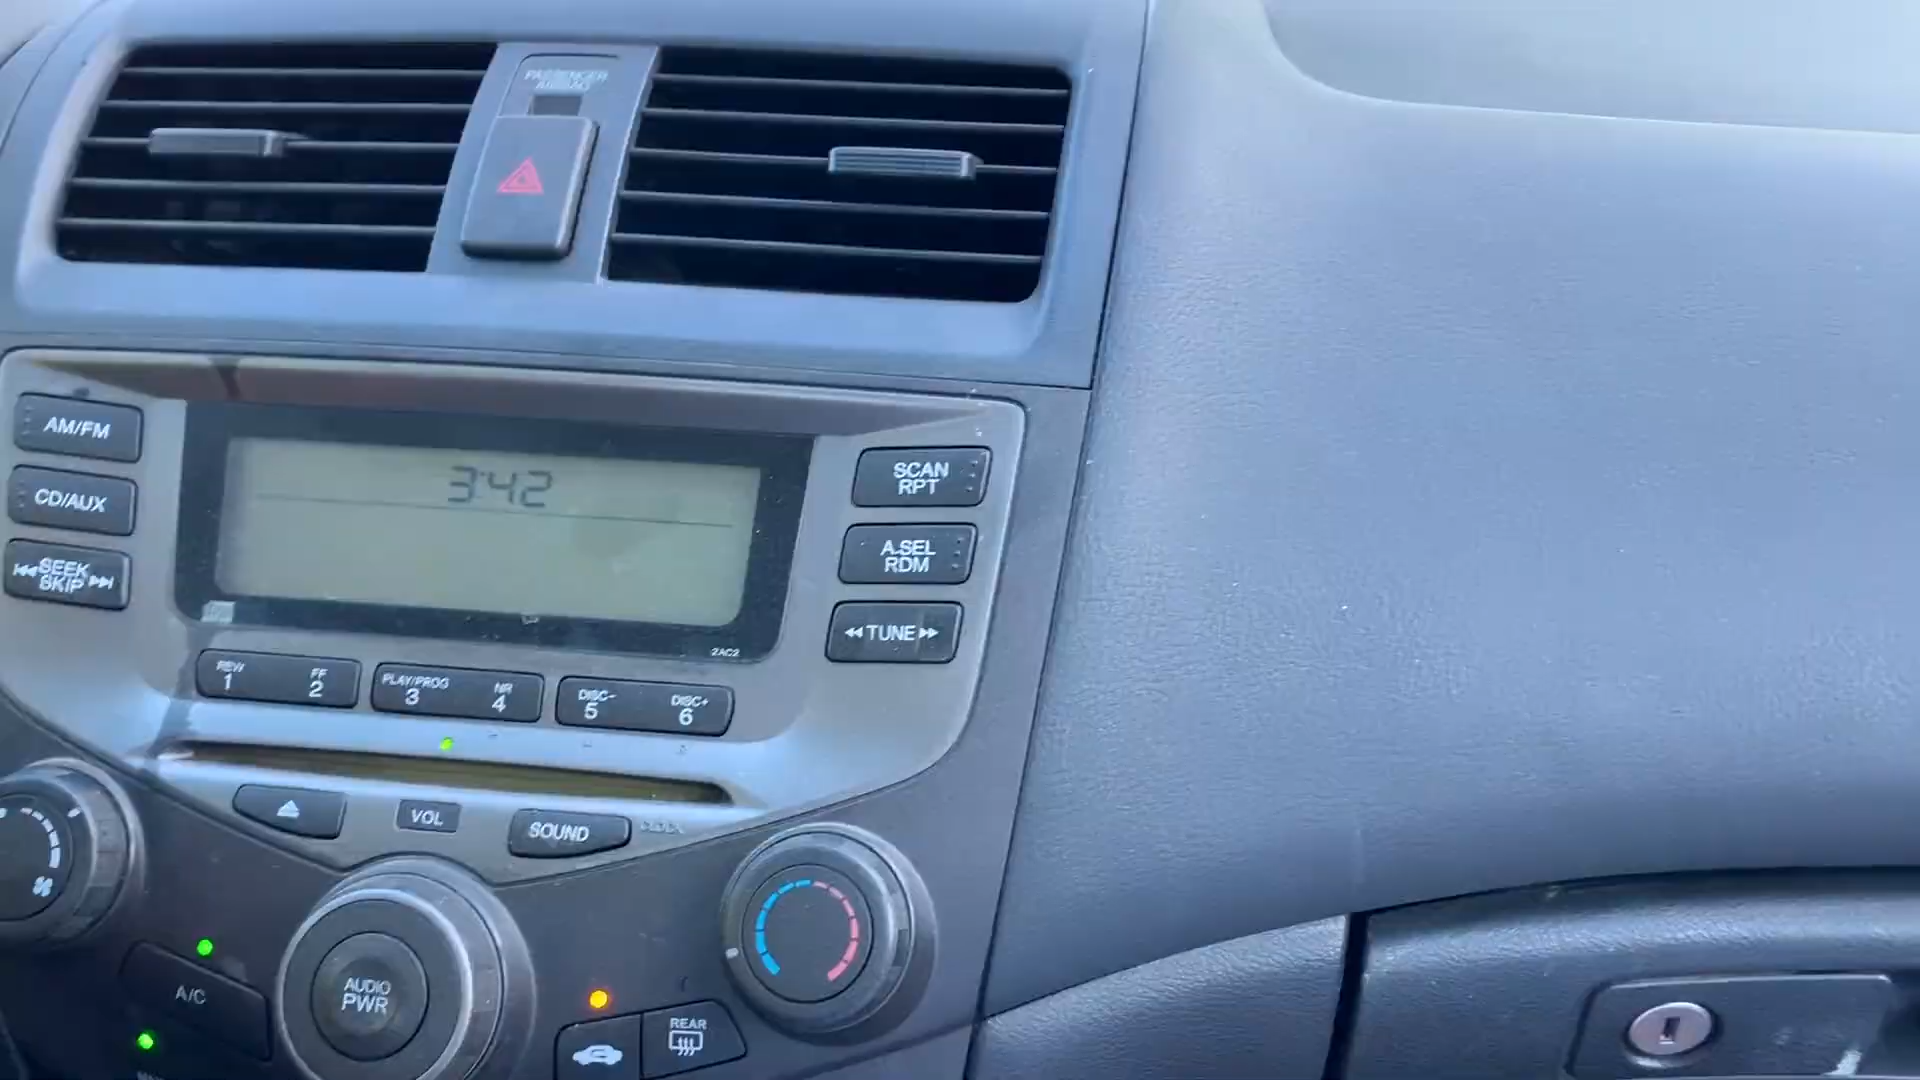 PASSENGER
AIRBAG
AM/FM
CD/AUX
SEEK
SKIP
3:42
SCAN
RPT
A.SEL
RDM
TUNE
2AC2
REW
1
FF
2
PLAY/PROG
3
NR
4
DISC-
5
DISC+
6
VOL
SOUND
CLOCK
A/C
AUDIO
PWR
REAR